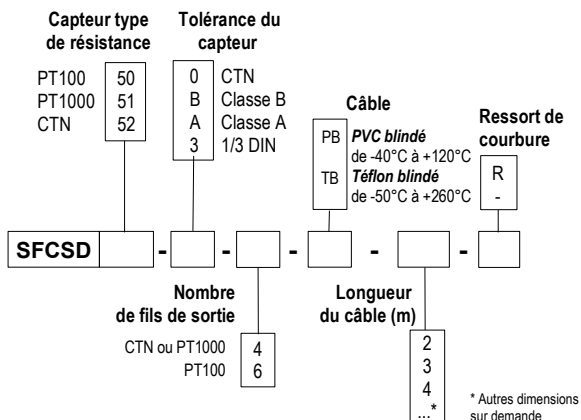 Capteur type
de résistance
PT100 50
PT1000 51
CTN 52
Tolérance du
capteur
0 CTN
B Classe B
A Classe A
3 1/3 DIN
Câble
PB PVC blindé
de -40°C à +120°C
TB Téflon blindé
de -50°C à +260°C
Ressort de
courbure
R
-
SFCSD - - - - -
Nombre
de fils de sortie
CTN ou PT1000 4
PT100 6
Longueur
du câble (m)
2
3
4
...*
* Autres dimensions
sur demande